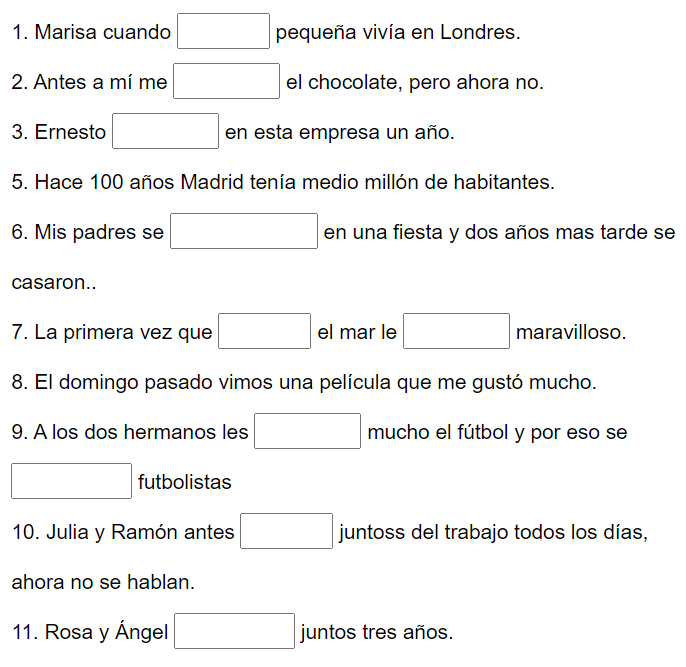 1. Marisa cuando pequeña vivía en Londres.
2. Antes a mí me el chocolate, pero ahora no.
3. Ernesto en esta empresa un año.
5. Hace 100 años Madrid tenía medio millón de habitantes.
6. Mis padres se en una fiesta y dos años mas tarde se
casaron..
7. La primera vez que el mar le maravilloso.
8. El domingo pasado vimos una película que me gustó mucho.
9. A los dos hermanos les mucho el fútbol y por eso se
futbolistas
10. Julia y Ramón antes juntoss del trabajo todos los días,
ahora no se hablan.
11. Rosa y Ángel juntos tres años.